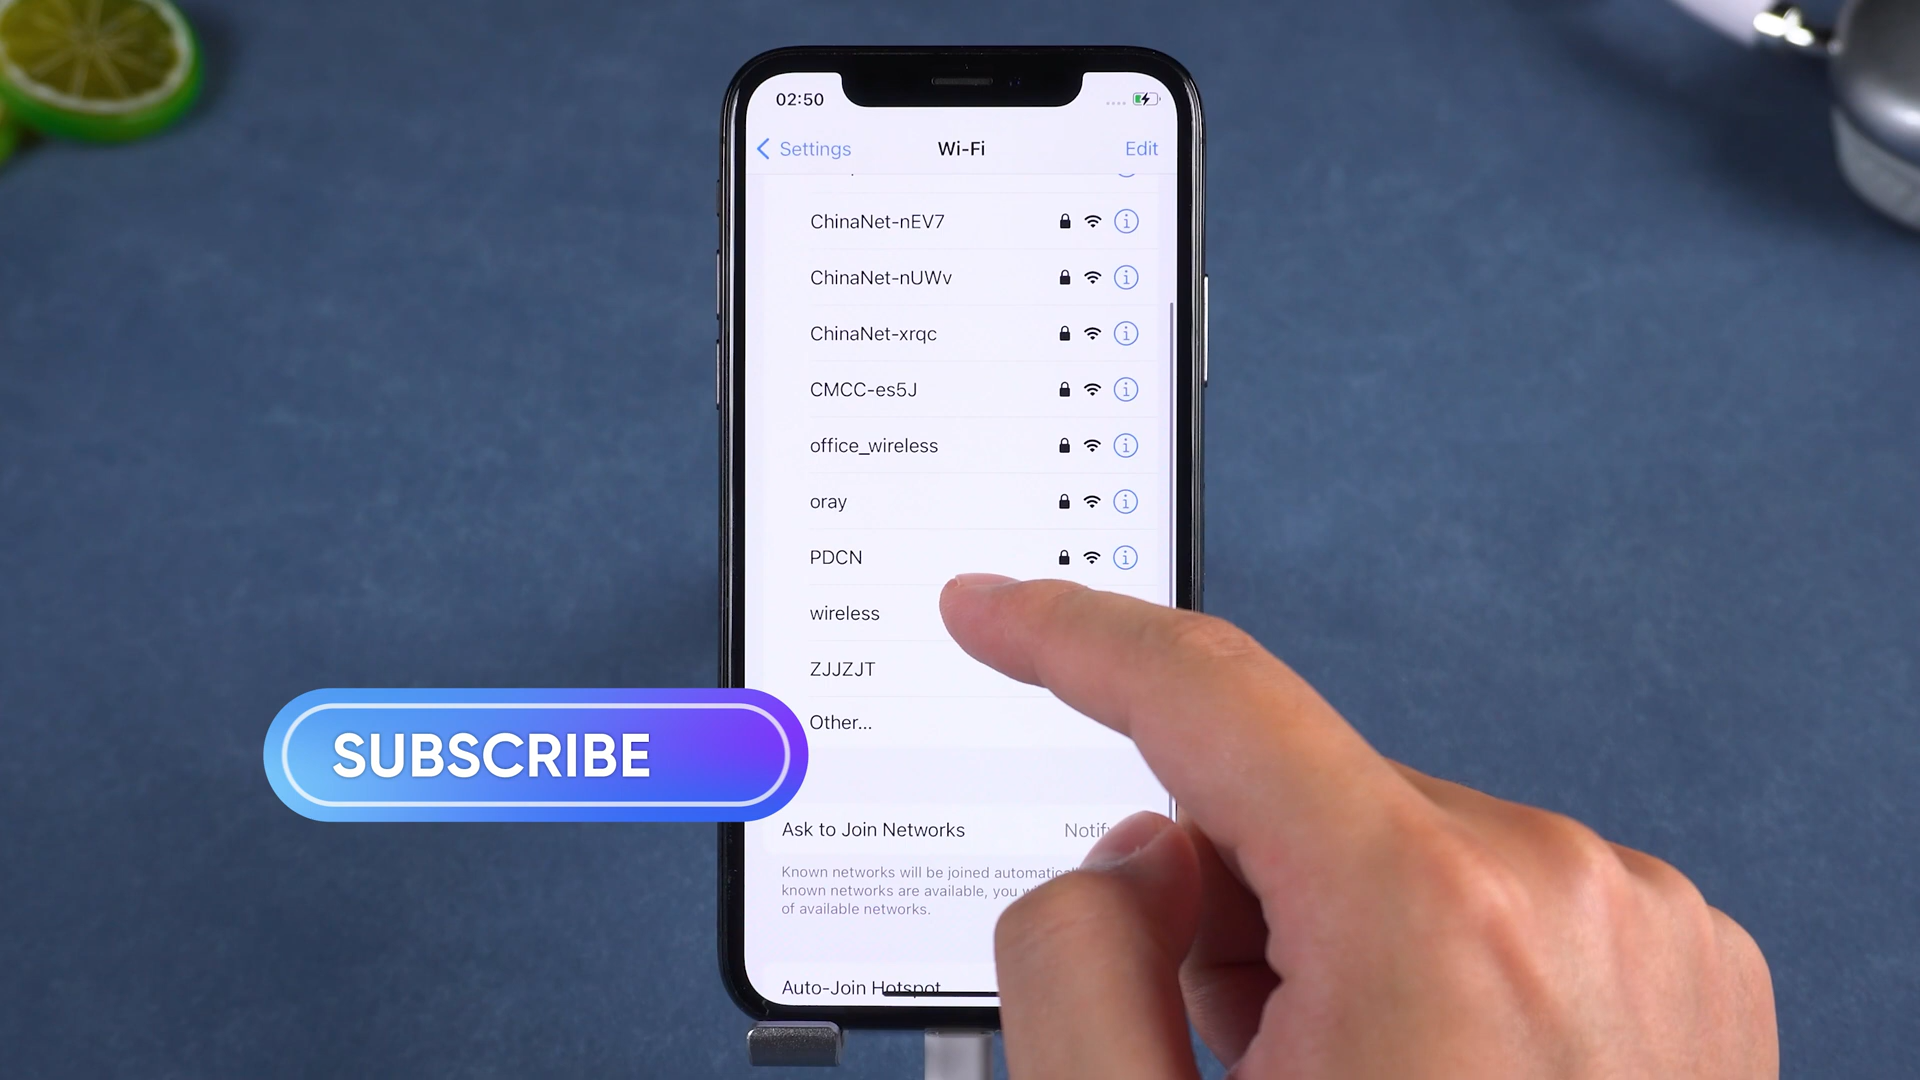 02:50
Settings
Wi-Fi
Edit
ChinaNet-nEV7
ChinaNet-nUWv
ChinaNet-xrqc
CMCC-es5J
office_wireless
oray
PDCN
wireless
ZJJZJT
Other...
SUBSCRIBE
Ask to Join Networks
Known networks will be joined
known networks are available, you
of available networks.
Auto-Join Hotspot